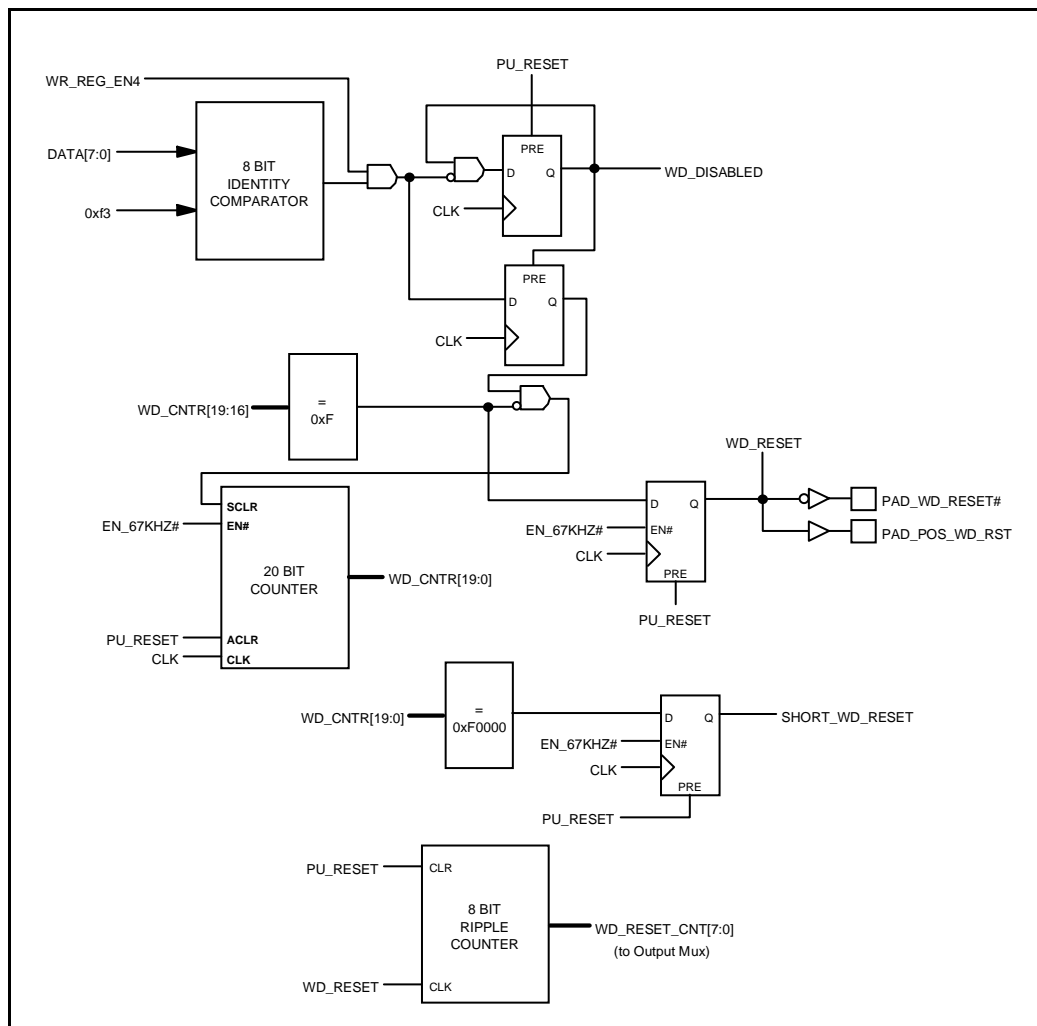 PU_RESET
WR_REG_EN4
DATA[7:0]
8 BIT
IDENTITY
COMPARATOR
0xf3
PRE
D
Q
CLK
WD_DISABLED
PRE
D
Q
CLK
WD_CNTR[19:16]
=
0xF
WD_RESET
SCLR
EN_67KHZ#
EN#
20 BIT
COUNTER
WD_CNTR[19:0]
PU_RESET
ACLR
CLK
CLK
D
Q
EN_67KHZ#
EN#
CLK
PRE
PU_RESET
PAD_WD_RESET#
PAD_POS_WD_RST
WD_CNTR[19:0]
=
0xF0000
D
Q
SHORT_WD_RESET
EN_67KHZ#
EN#
CLK
PRE
PU_RESET
PU_RESET
CLR
8 BIT
RIPPLE
COUNTER
WD_RESET_CNT[7:0]
(to Output Mux)
WD_RESET
CLK